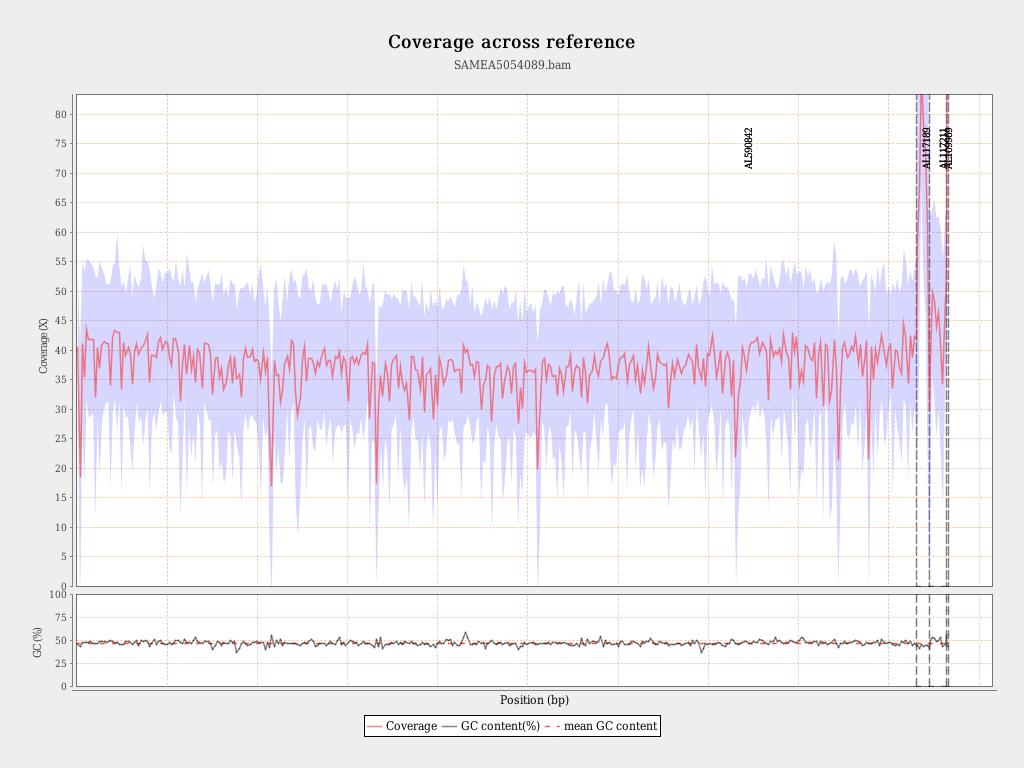 Coverage across reference
SAMEA5054089.bam
Coverage (X)
80
75
70
65
60
55
50
45
40
35
30
25
20
15
10
5
0
AL590842
AL117189
AL117211
AL109969
GC (%)
100
75
50
25
0
Position (bp)
Coverage GC content(%) mean GC content